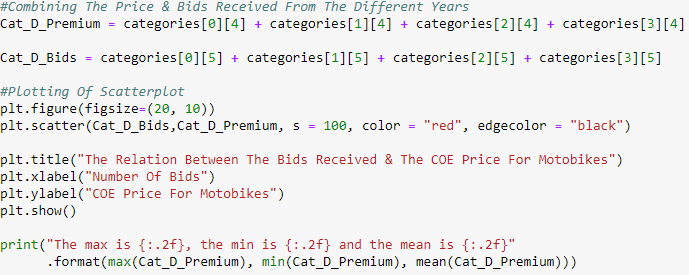 #Combining The Price & Bids Received From The Different Years
Cat_D_Premium = categories[0][4] + categories[1][4] + categories[2][4] + categories[3][4]
Cat_D_Bids = categories[0][5] + categories[1][5] + categories[2][5] + categories[3][5]
#Plotting Of Scatterplot
plt.figure(figsize=(20, 10))
plt.scatter(Cat_D_Bids,Cat_D_Premium, s = 100, color = "red", edgecolor = "black")
plt.title("The Relation Between The Bids Received & The COE Price For Motobikes")
plt.xlabel("Number Of Bids")
plt.ylabel("COE Price For Motobikes")
plt.show()
print("The max is {:.2f}, the min is {:.2f} and the mean is {:.2f}"
.format(max(Cat_D_Premium), min(Cat_D_Premium), mean(Cat_D_Premium)))